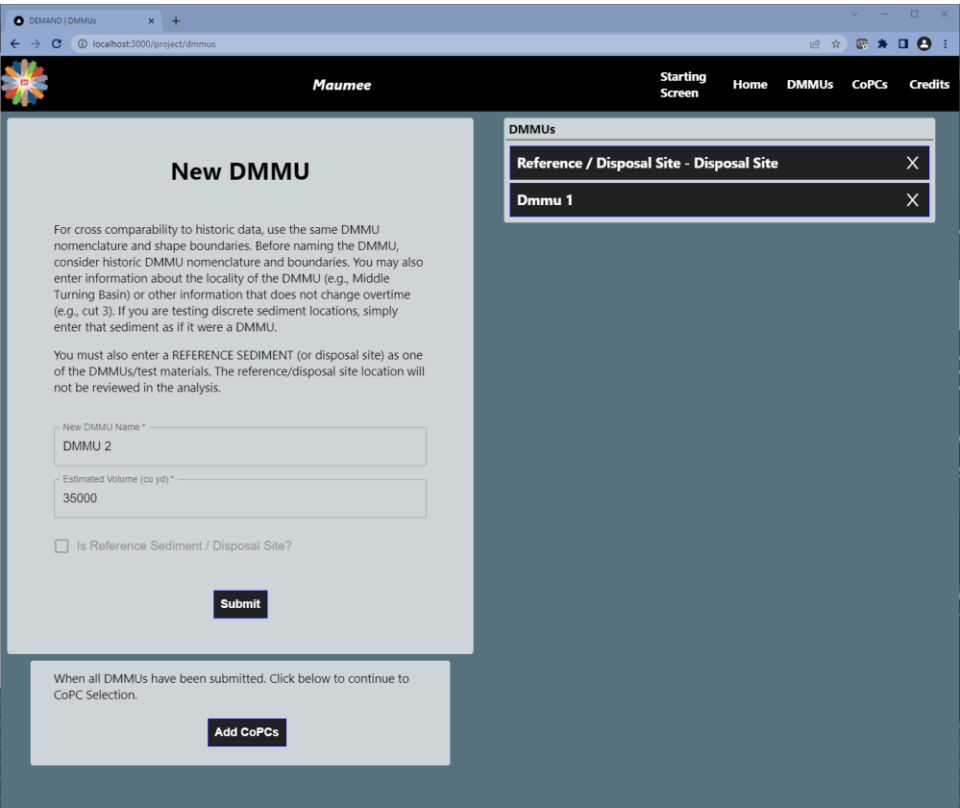 DEMAND | DMMUs
localhost:3000/project/dmmus
Maumee
Starting
Screen
Home
DMMUs
CoPCs
Credits
New DMMU
For cross comparability to historic data, use the same DMMU
nomenclature and shape boundaries. Before naming the DMMU,
consider historic DMMU nomenclature and boundaries. You may also
enter information about the locality of the DMMU (e.g., Middle
Turning Basin) or other information that does not change overtime
(e.g., cut 3). If you are testing discrete sediment locations, simply
enter that sediment as if it were a DMMU.
You must also enter a REFERENCE SEDIMENT (or disposal site) as one
of the DMMUs/test materials. The reference/disposal site location will
not be reviewed in the analysis.
New DMMU Name *
DMMU 2
Estimated Volume (cu yd) *
35000
Is Reference Sediment / Disposal Site?
Submit
When all DMMUs have been submitted. Click below to continue to
CoPC Selection.
Add CoPCs
DMMUs
Reference / Disposal Site - Disposal Site X
Dmmu 1 X